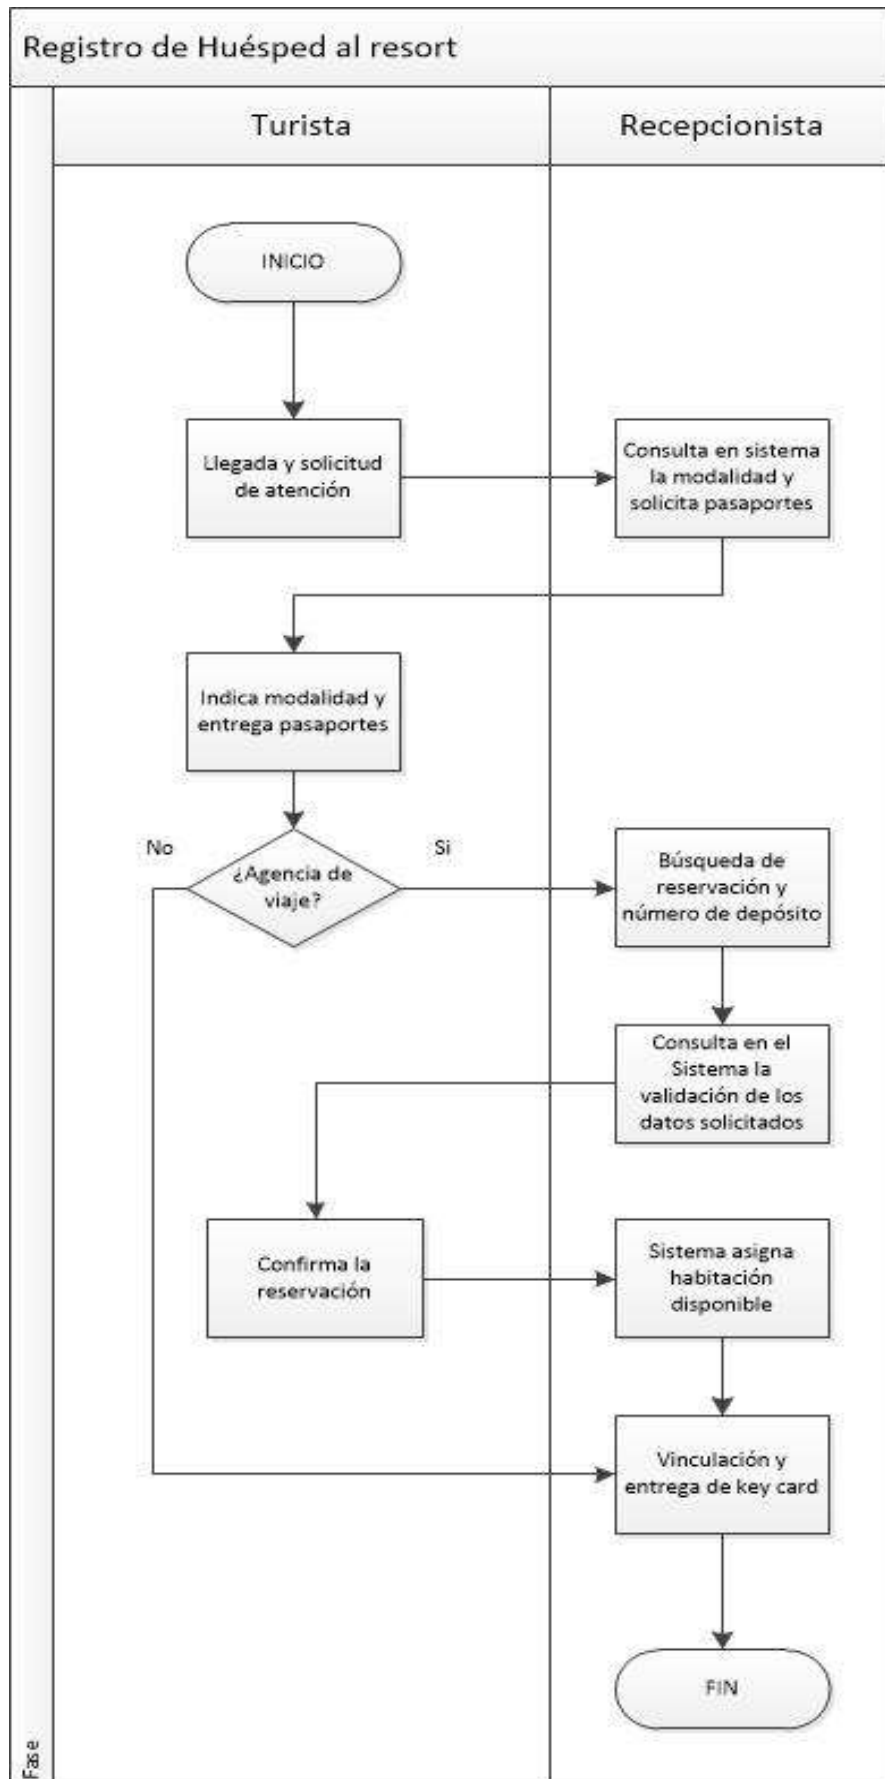 Registro de Huésped al resort
Turista
Recepcionista
INICIO
Llegada y solicitud
de atención
Consulta en sistema
la modalidad y
solicita pasaportes
Indica modalidad y
entrega pasaportes
No
¿Agencia de
viaje?
Si
Búsqueda de
reservación y
número de depósito
Consulta en el
Sistema la
validación de los
datos solicitados
Confirma la
reservación
Sistema asigna
habitación
disponible
Vinculación y
entrega de key card
FIN
Fase